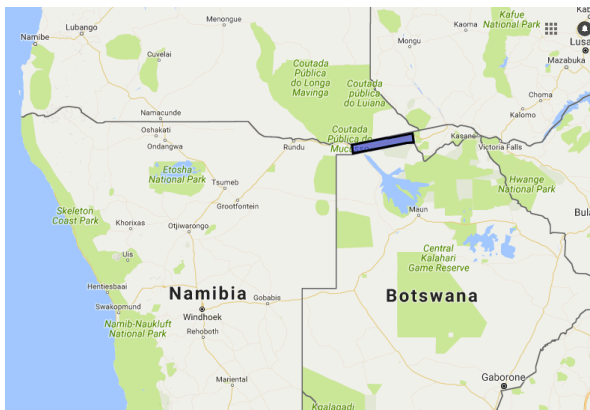 Menongue
Kaoma
Kafue
National Park
Lubango
Namibe
Mongu
Lusa
Cuvelai
Coutada
Pública
do Longa
Mavinga
Coutada
pública
do Luiana
Mazabuka
Choma
Kalomo
Namacunde
Oshakati
Ondangwa
Rundu
Coutada
Pública do
Kasane
Victoria Falls
Etosha
National Park
Tsumeb
Grootfontein
Hwange
National Park
Skeleton
Coast Park
Khorixas
Otjiwarongo
Maun
Bula
Uis
Central
Kalahari
Game Reserve
Hentiesbaai
Namibia
Gobabis
Botswana
Swakopmund
Windhoek
Namib-Naukluft
National Park
Rehoboth
Mariental
Gaborone
Kgalagadi